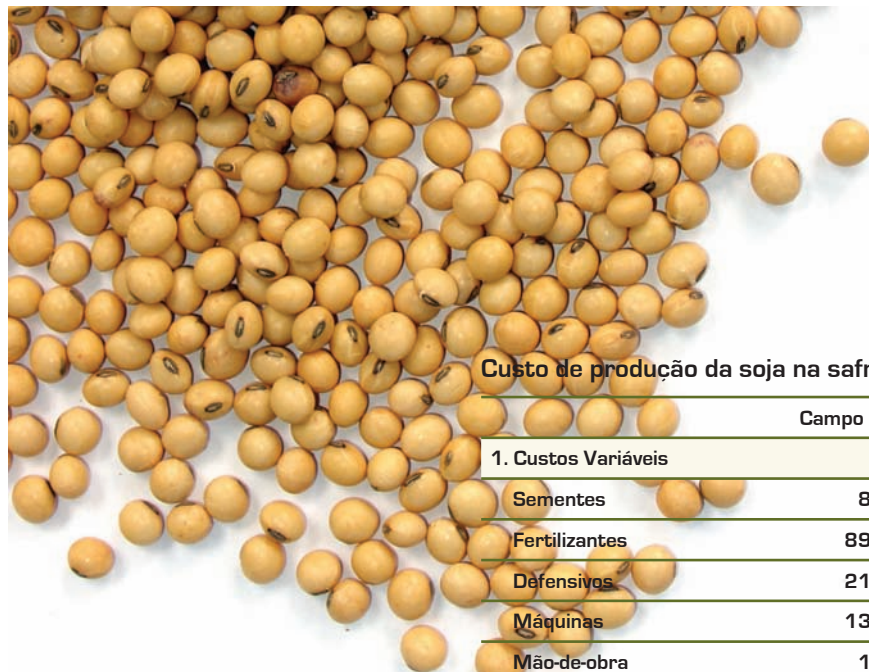 Custo de produção da soja na safr
Campo
1. Custos Variáveis
Sementes 8
Fertilizantes 89
Defensivos 21
Máquinas 13
Mão-de-obra 1